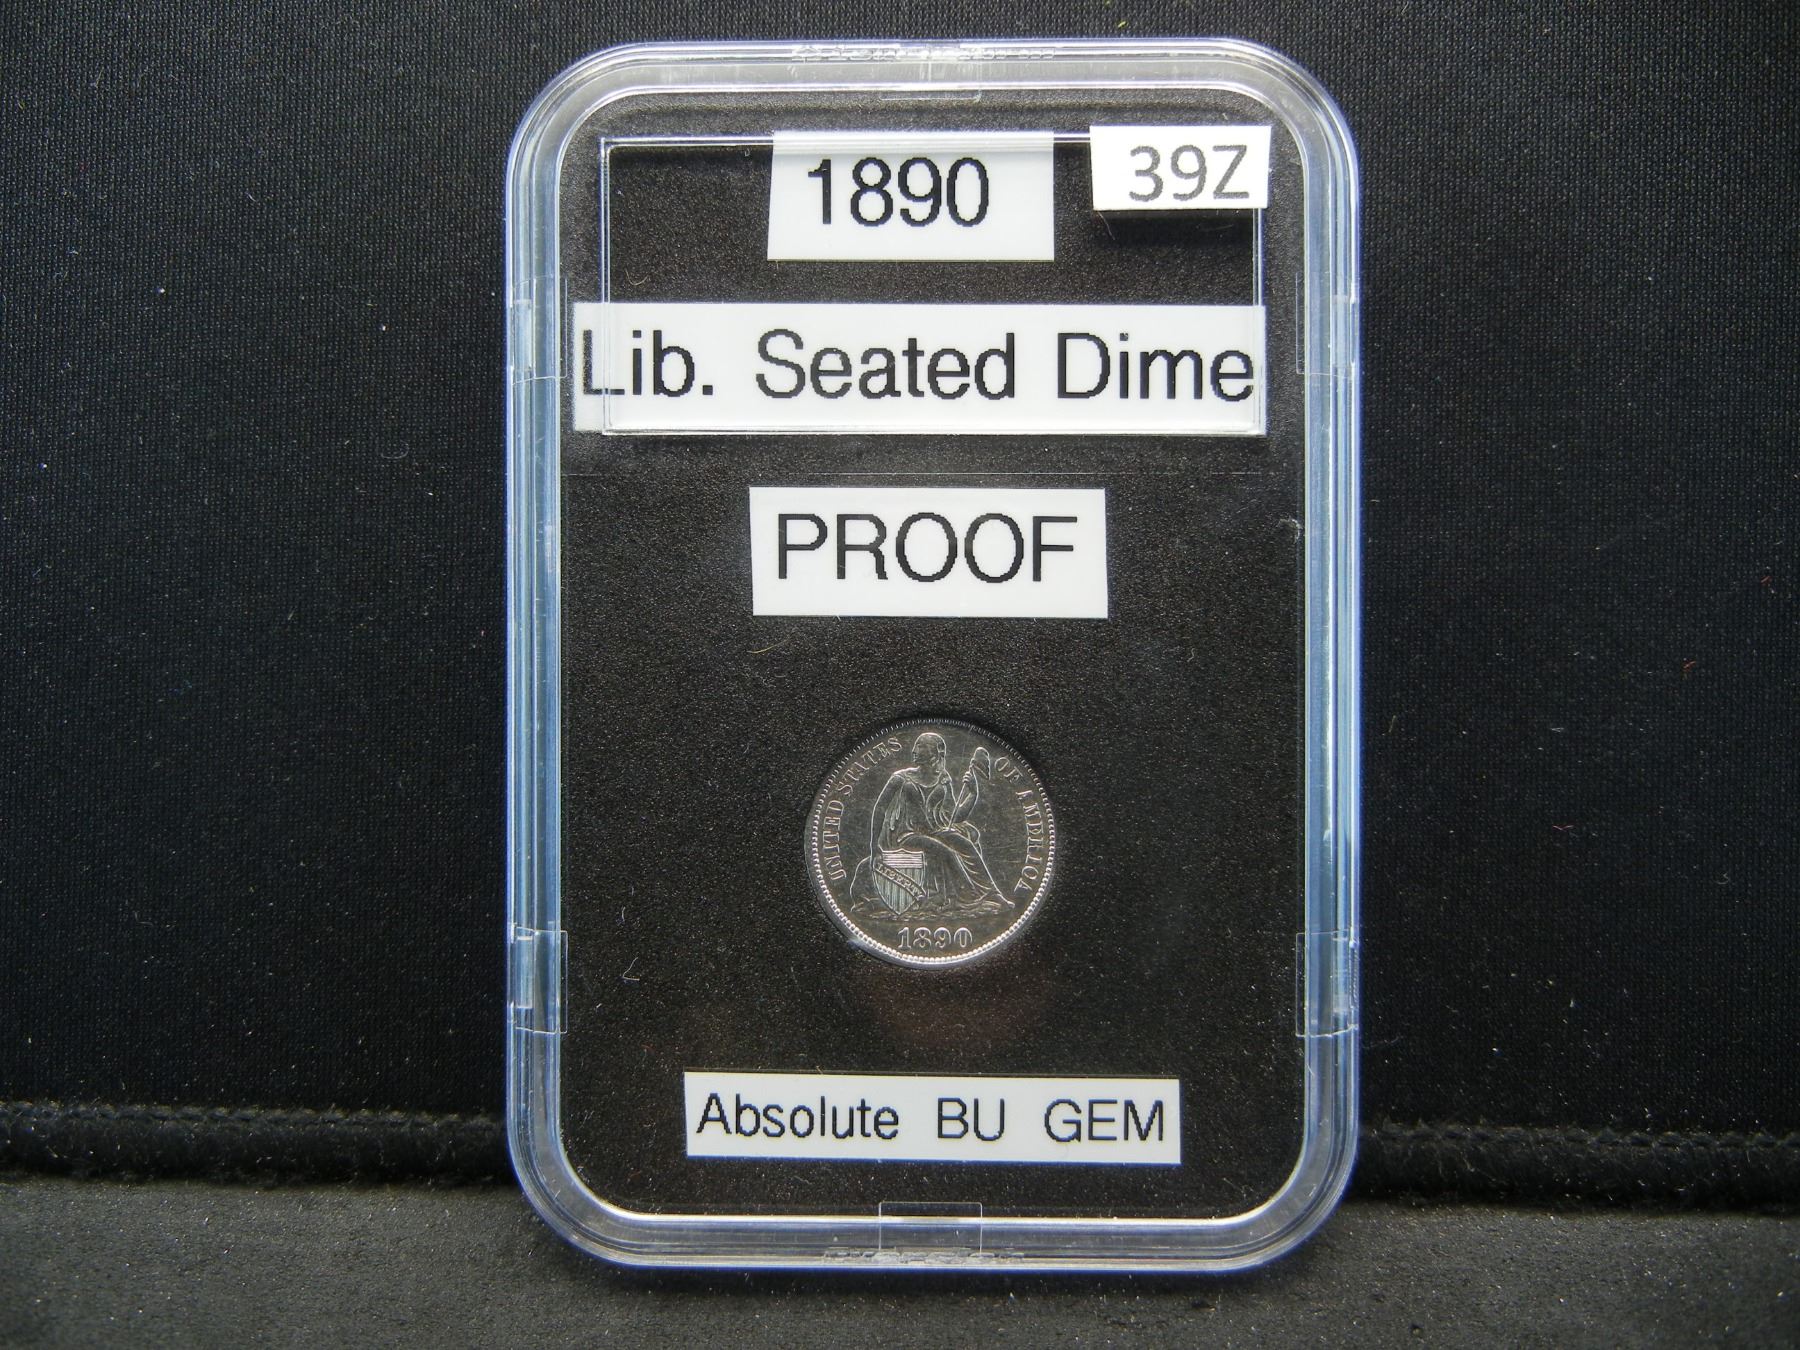 1890
39Z
Lib. Seated Dime
PROOF
UNITED STATES OF AMERICA
LIBERTY
1890
Absolute BU GEM